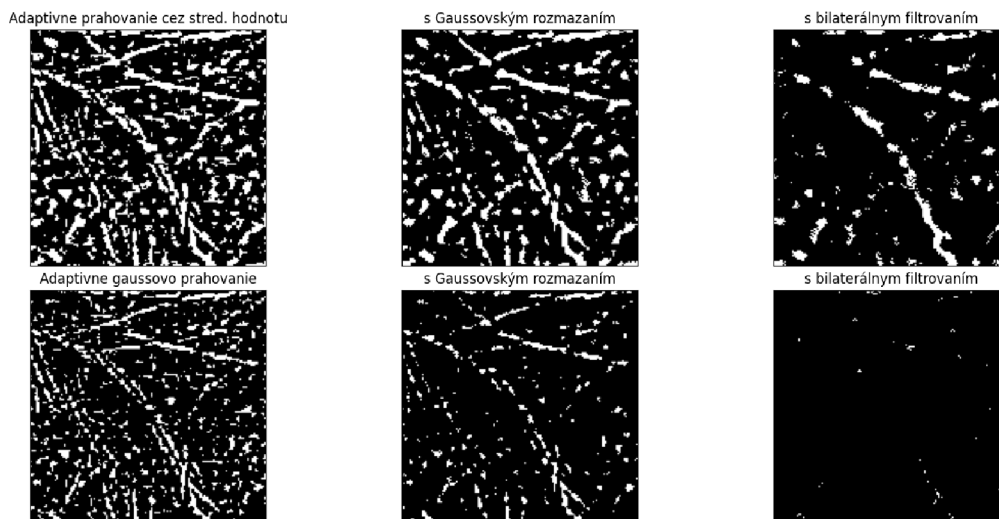 Adaptivne prahovanie cez stred. hodnotu
s Gaussovským rozmazaním
s bilaterálnym filtrovaním
Adaptivne gaussovo prahovanie
s Gaussovským rozmazaním
s bilaterálnym filtrovaním